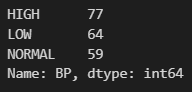 HIGH 77
LOW 64
NORMAL 59
Name: BP, dtype: int64